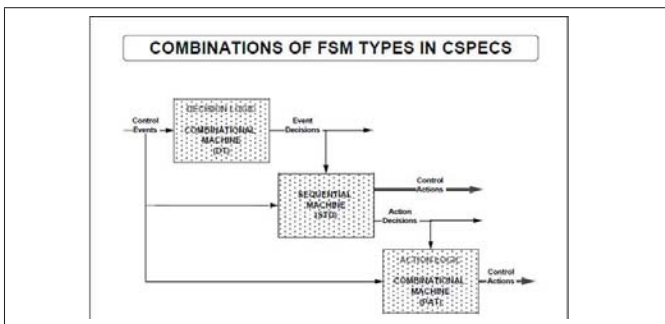 COMBINATIONS OF FSM TYPES IN CSPECS
DECISION LOGIC
COMBINATIONAL
MACHINE
(DT)
Control
Events
Event
Decisions
SEQUENTIAL
MACHINE
(STD)
Control
Actions
Action
Decisions
ACTION LOGIC
COMBINATIONAL
MACHINE
(PAT)
Control
Actions